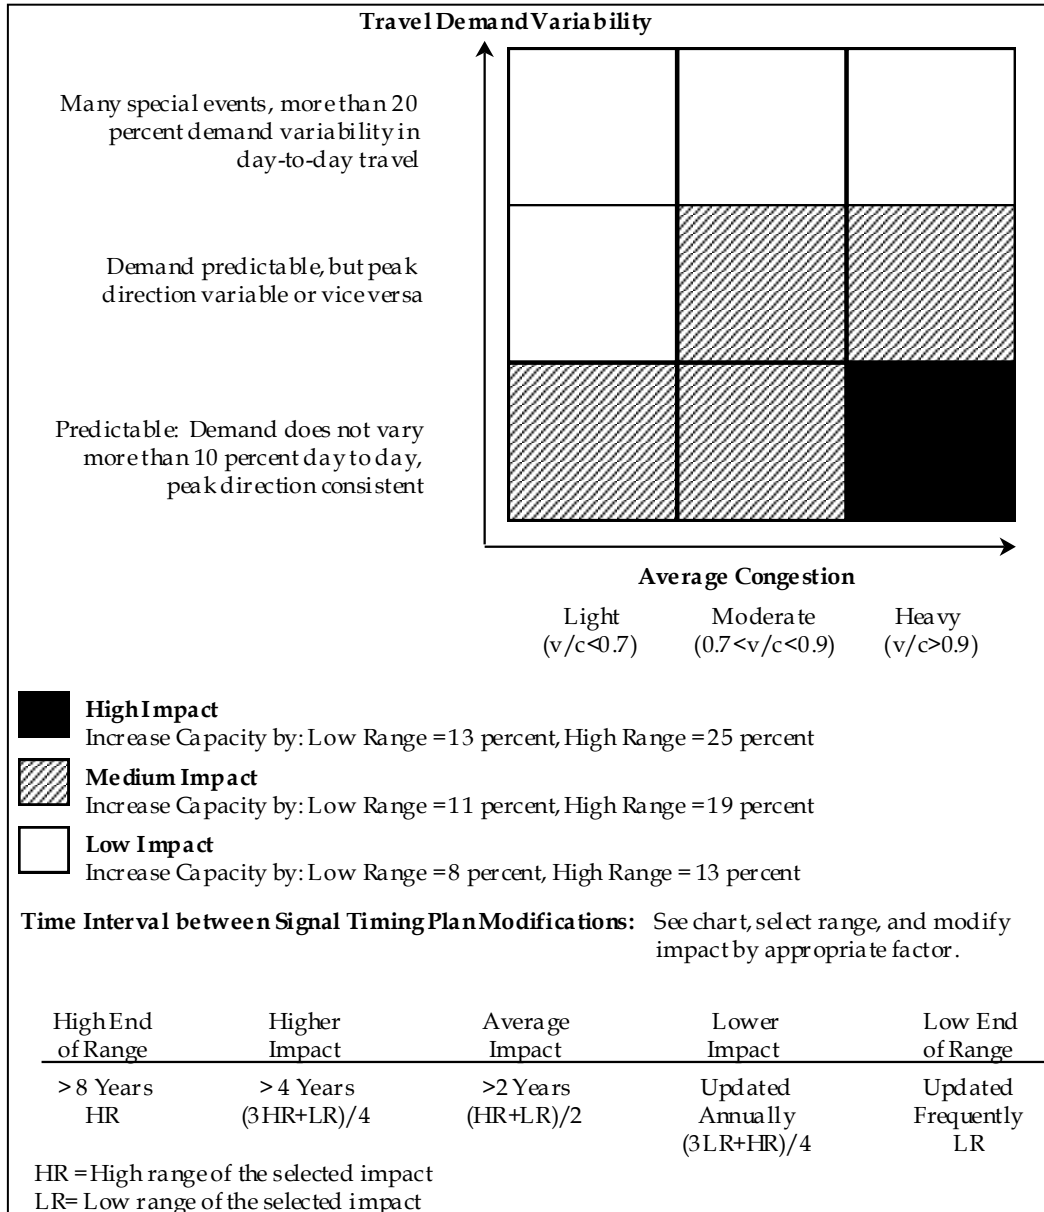 Travel Demand Variability
Many special events, more than 20
percent demand variability in
day-to-day travel
Demand predictable, but peak
direction variable or vice versa
Predictable: Demand does not vary
more than 10 percent day to day,
peak direction consistent
Average Congestion
Light Moderate Heavy
(v/c<0.7) (0.7<v/c<0.9) (v/c>0.9)
High Impact
Increase Capacity by: Low Range = 13 percent, High Range = 25 percent
Medium Impact
Increase Capacity by: Low Range = 11 percent, High Range = 19 percent
Low Impact
Increase Capacity by: Low Range = 8 percent, High Range = 13 percent
Time Interval between Signal Timing Plan Modifications: See chart, select range, and modify
impact by appropriate factor.
High End Higher Average Lower Low End
of Range Impact Impact Impact of Range
> 8 Years > 4 Years >2 Years Updated Updated
HR (3HR+LR)/4 (HR+LR)/2 Annually Frequently
(3LR+HR)/4 LR
HR = High range of the selected impact
LR= Low range of the selected impact